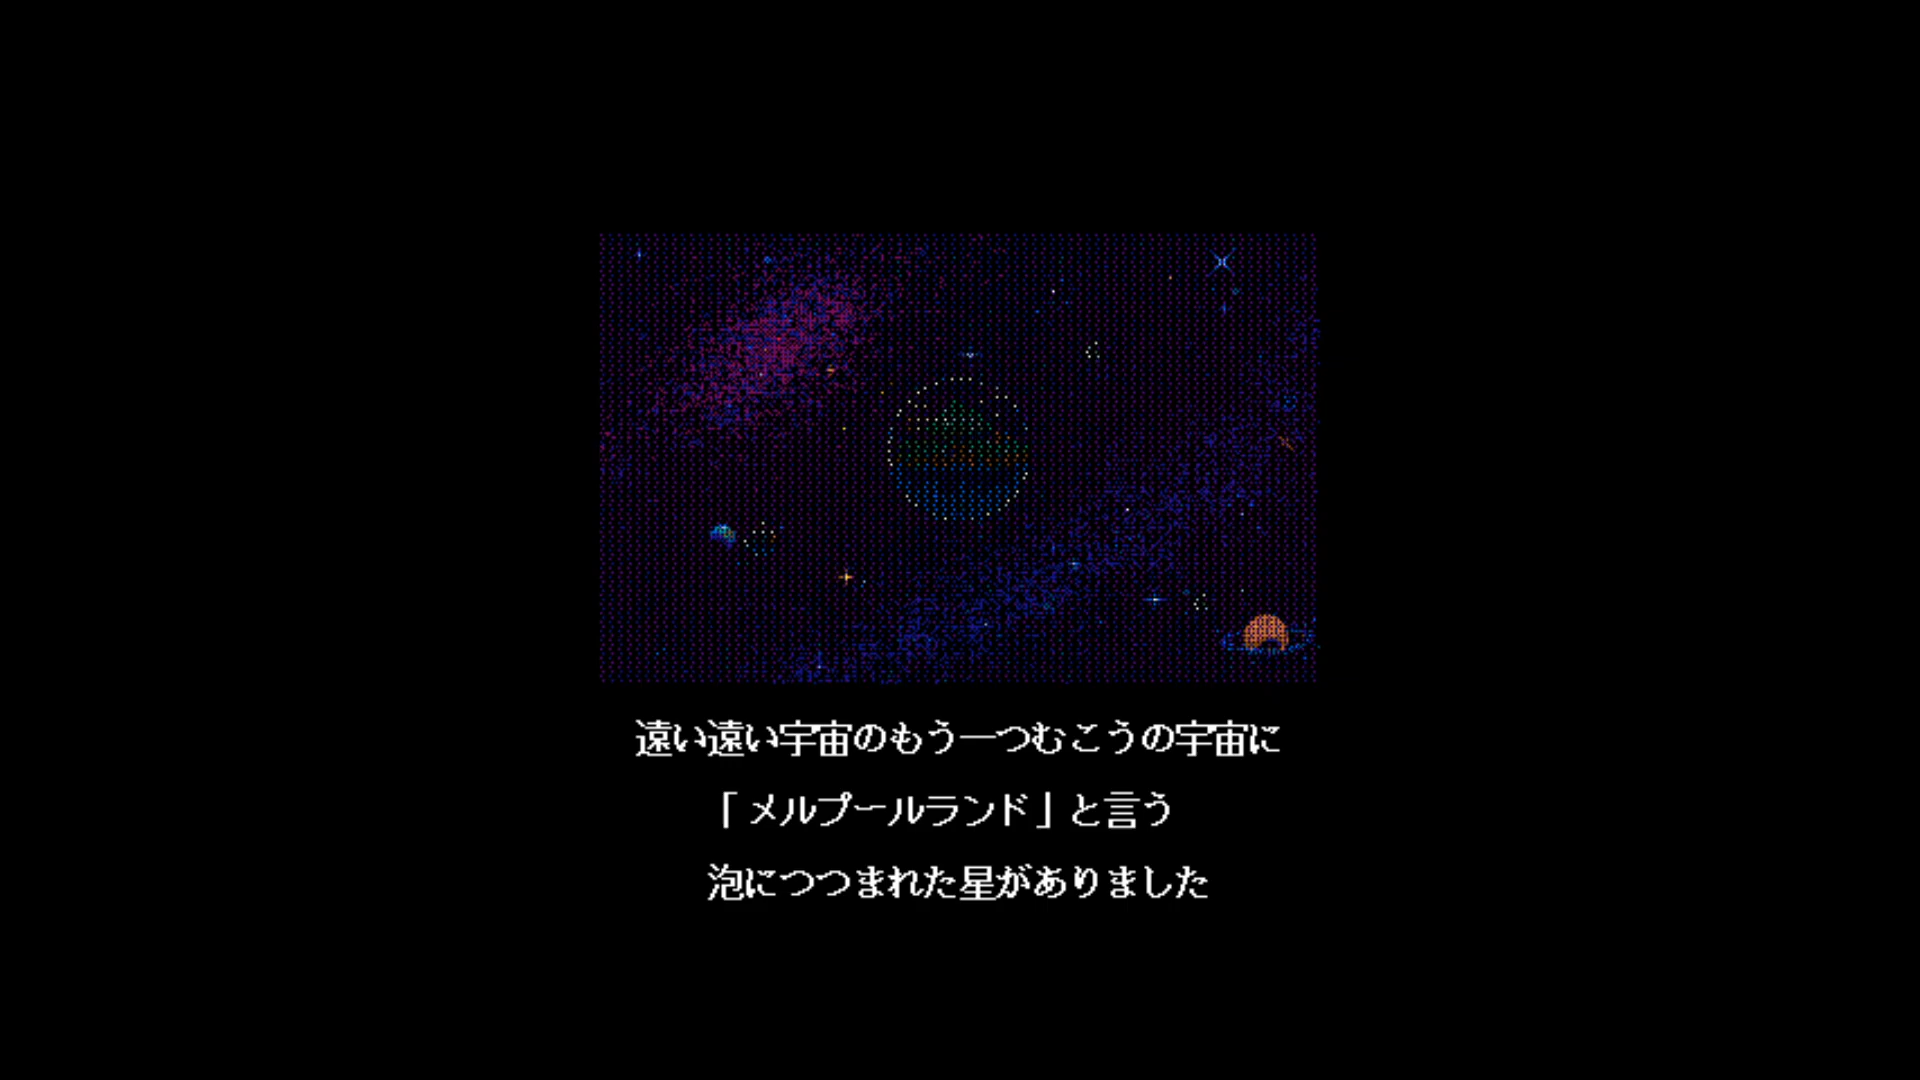 遠い遠い宇宙のもう一つむこうの宇宙に
「メルプールランド」と言う
泡につつまれた星がありました